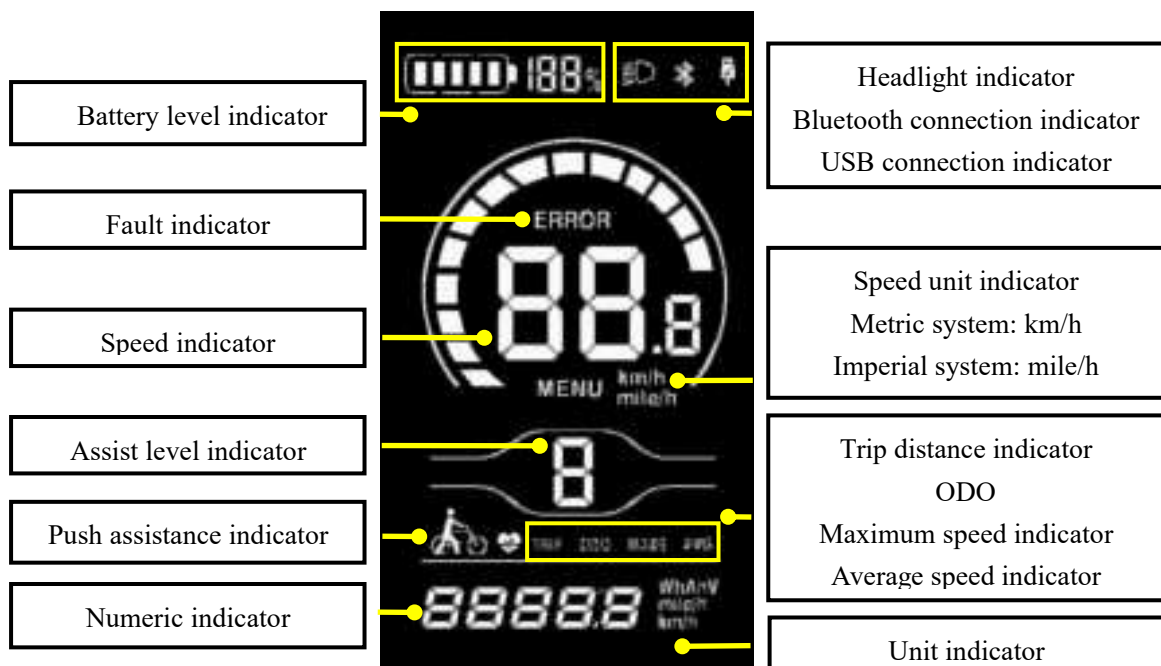 Battery level indicator
Fault indicator
Speed indicator
Assist level indicator
Push assistance indicator
Numeric indicator
188%
ERROR
88.8
MENU
km/h
mile/h
8
TRIP
AVG
8888.8
WhAhV
mile/h
km/h
Headlight indicator
Bluetooth connection indicator
USB connection indicator
Speed unit indicator
Metric system: km/h
Imperial system: mile/h
Trip distance indicator
ODO
Maximum speed indicator
Average speed indicator
Unit indicator